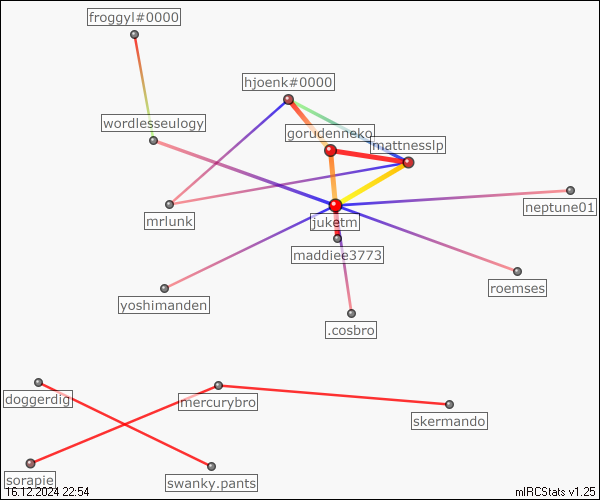 froggyl#0000
hjoenk#0000
wordlesseulogy
gorudenneko
mattnesslp
neptune01
mrlunk
juketm
maddiee3773
roemses
yoshimanden
.cosbro
doggerdig
mercurybro
skermando
sorapie
swanky.pants
16.12.2024 22:54
mIRCStats v1.25